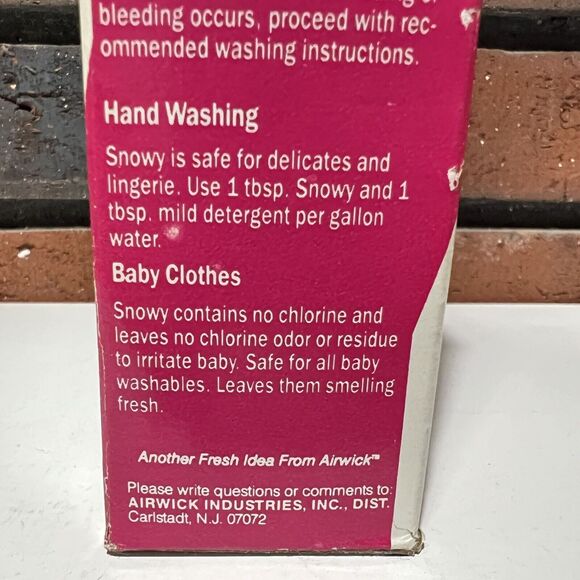 bleeding occurs, proceed with rec-
ommended washing instructions.
Hand Washing
Snowy is safe for delicates and
lingerie. Use 1 tbsp. Snowy and 1
tbsp. mild detergent per gallon
water.
Baby Clothes
Snowy contains no chlorine and
leaves no chlorine odor or residue
to irritate baby. Safe for all baby
washables. Leaves them smelling
fresh.
Another Fresh Idea From Airwick™
Please write questions or comments to:
AIRWICK INDUSTRIES, INC., DIST.
Carlstadt, N.J. 07072